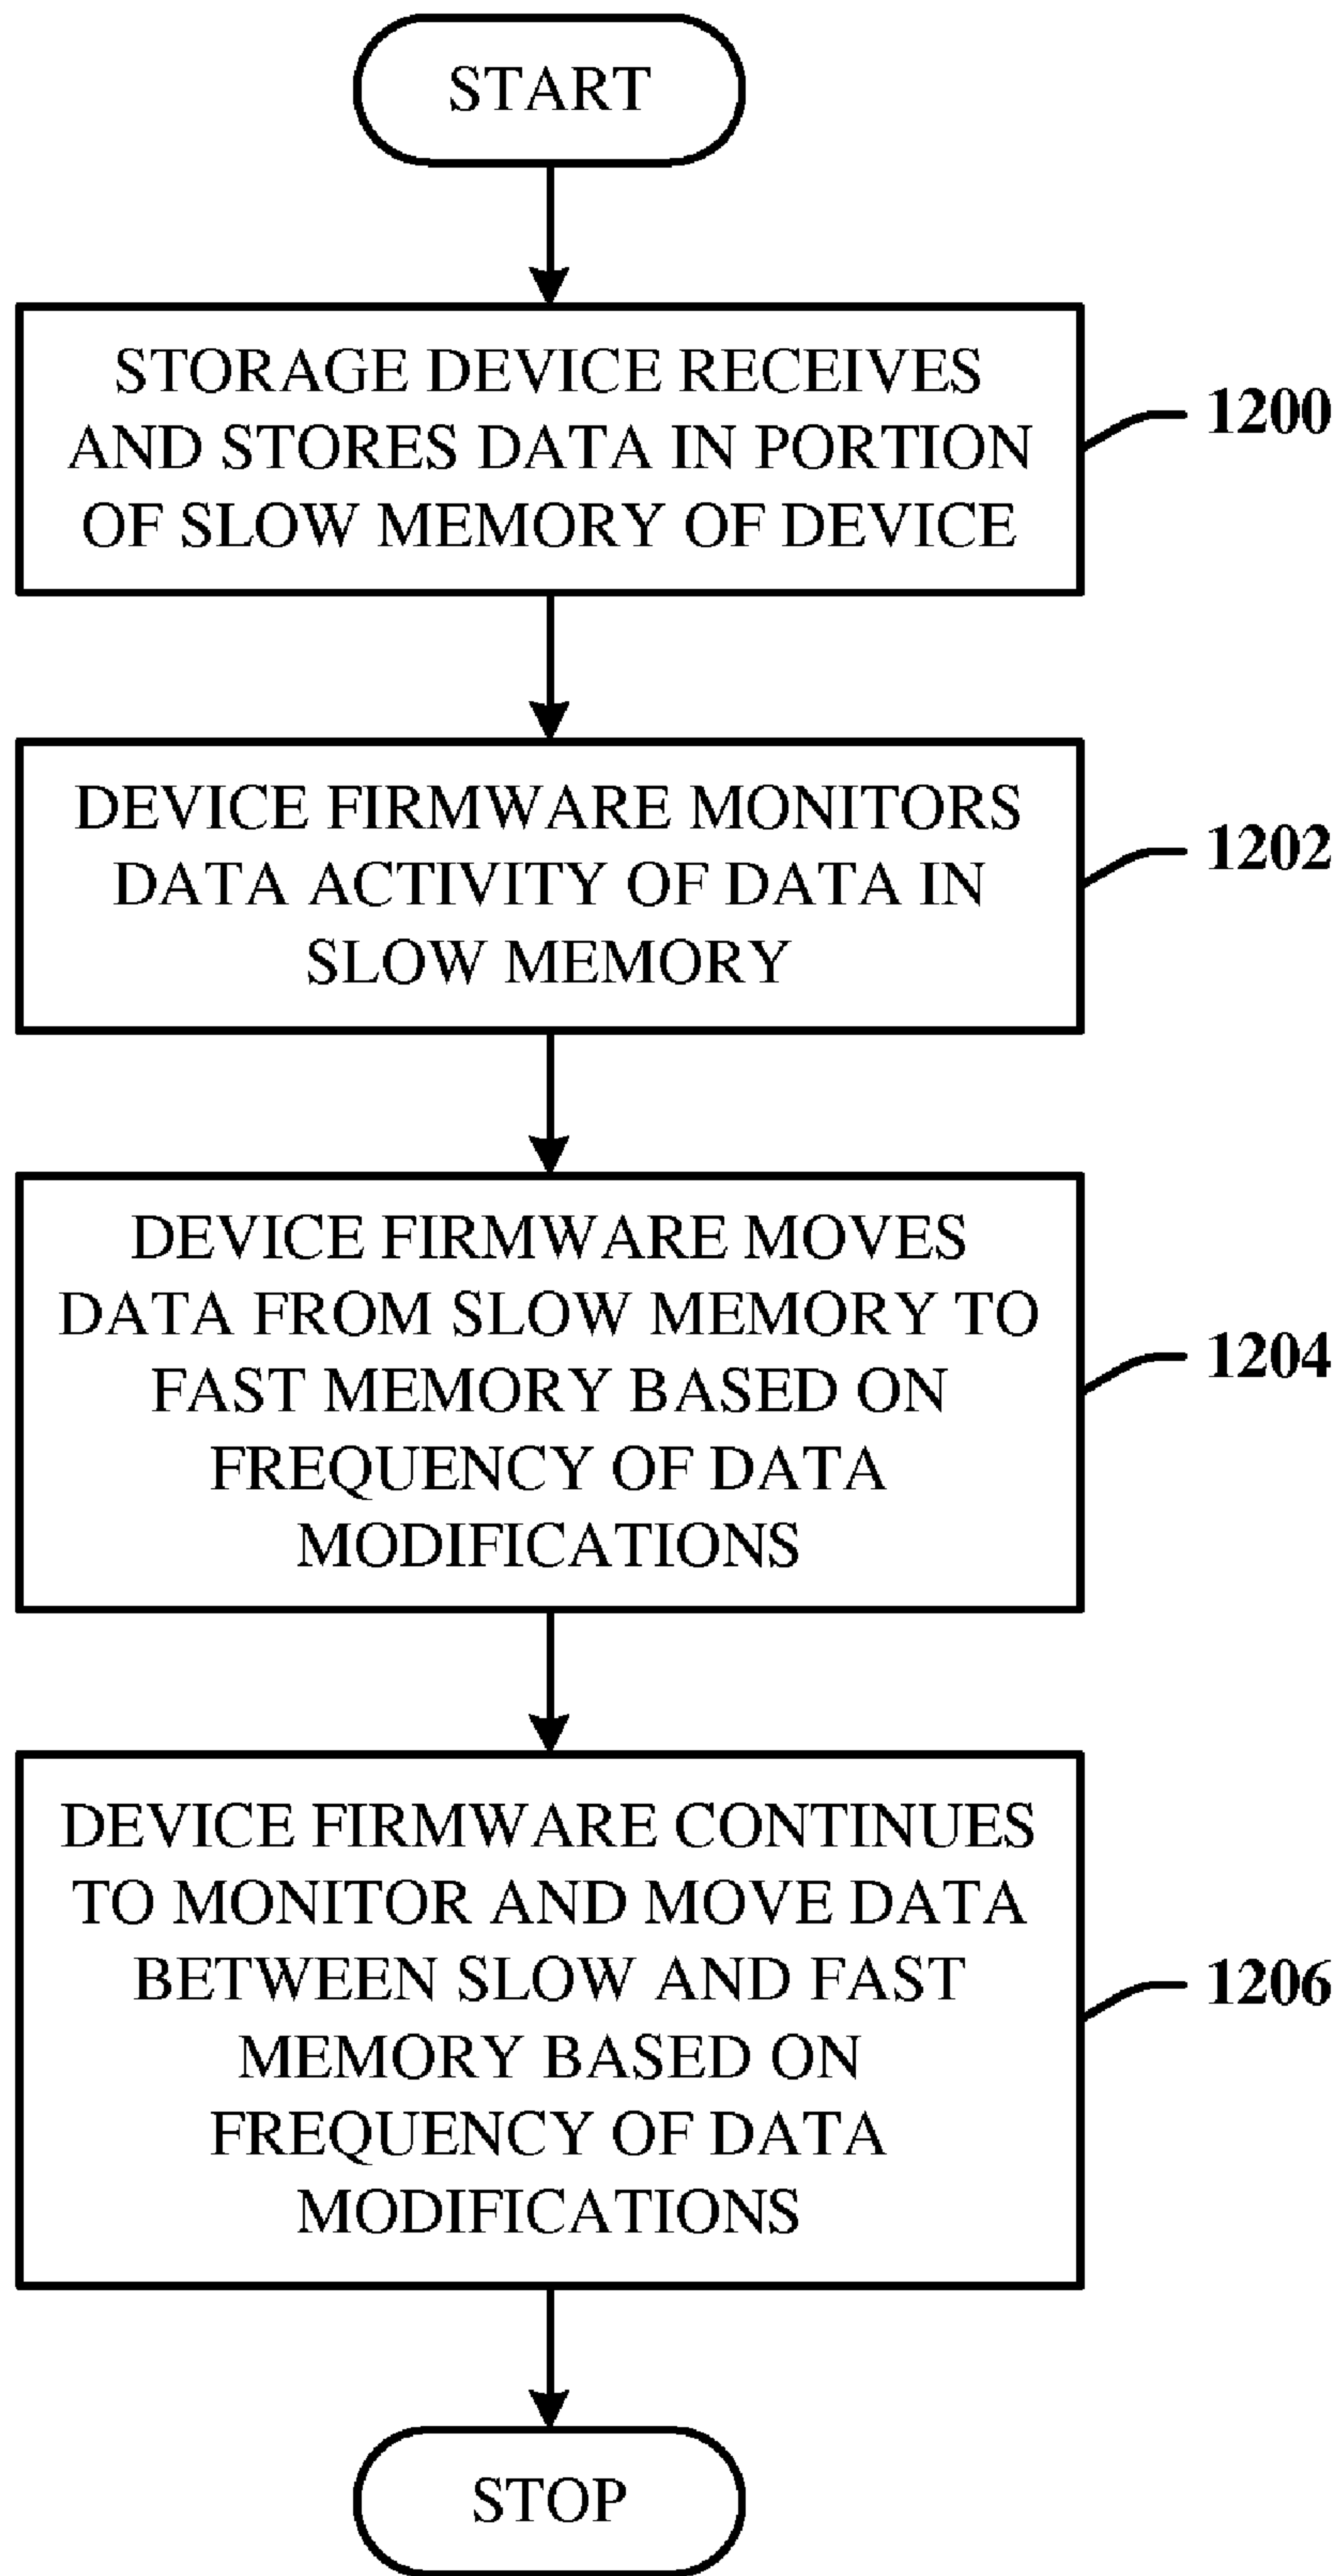 START
STORAGE DEVICE RECEIVES
AND STORES DATA IN PORTION
OF SLOW MEMORY OF DEVICE
1200
DEVICE FIRMWARE MONITORS
DATA ACTIVITY OF DATA IN
SLOW MEMORY
1202
DEVICE FIRMWARE MOVES
DATA FROM SLOW MEMORY TO
FAST MEMORY BASED ON
FREQUENCY OF DATA
MODIFICATIONS
1204
DEVICE FIRMWARE CONTINUES
TO MONITOR AND MOVE DATA
BETWEEN SLOW AND FAST
MEMORY BASED ON
FREQUENCY OF DATA
MODIFICATIONS
1206
STOP